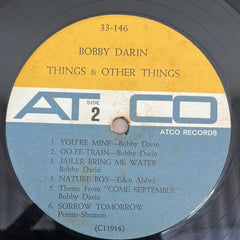 33-146
BOBBY DARIN
THINGS & OTHER THINGS
ATCO
SIDE
2
ATCO RECORDS
1. YOU'RE MINE—Bobby Darin
2. OO-EE-TRAIN—Bobby Darin
3. JAILER BRING ME WATER
Bobby Darin
4. NATURE BOY—Eden Ahbez
5. Theme From "COME SEPTEMBER"
Bobby Darin
6. SORROW TOMORROW
Pomus-Shuman
(C11916)